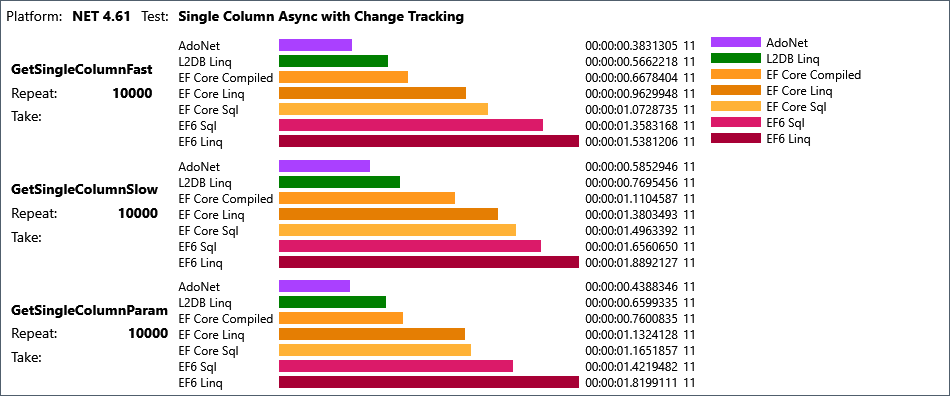 Platform: NET 4.61 Test: Single Column Async with Change Tracking
GetSingleColumnFast
Repeat: 10000
Take:
AdoNet 00:00:00.3831305 11
L2DB Linq 00:00:00.5662218 11
EF Core Compiled 00:00:00.6678404 11
EF Core Linq 00:00:00.9629948 11
EF Core Sql 00:00:01.0728735 11
EF6 Sql 00:00:01.3583168 11
EF6 Linq 00:00:01.5381206 11
GetSingleColumnSlow
Repeat: 10000
Take:
AdoNet 00:00:00.5852946 11
L2DB Linq 00:00:00.7695456 11
EF Core Compiled 00:00:01.1104587 11
EF Core Linq 00:00:01.3803493 11
EF Core Sql 00:00:01.4963392 11
EF6 Sql 00:00:01.6560650 11
EF6 Linq 00:00:01.8892127 11
GetSingleColumnParam
Repeat: 10000
Take:
AdoNet 00:00:00.4388346 11
L2DB Linq 00:00:00.6599335 11
EF Core Compiled 00:00:00.7600835 11
EF Core Linq 00:00:01.1324128 11
EF Core Sql 00:00:01.1651857 11
EF6 Sql 00:00:01.4219482 11
EF6 Linq 00:00:01.8199111 11
AdoNet
L2DB Linq
EF Core Compiled
EF Core Linq
EF Core Sql
EF6 Sql
EF6 Linq